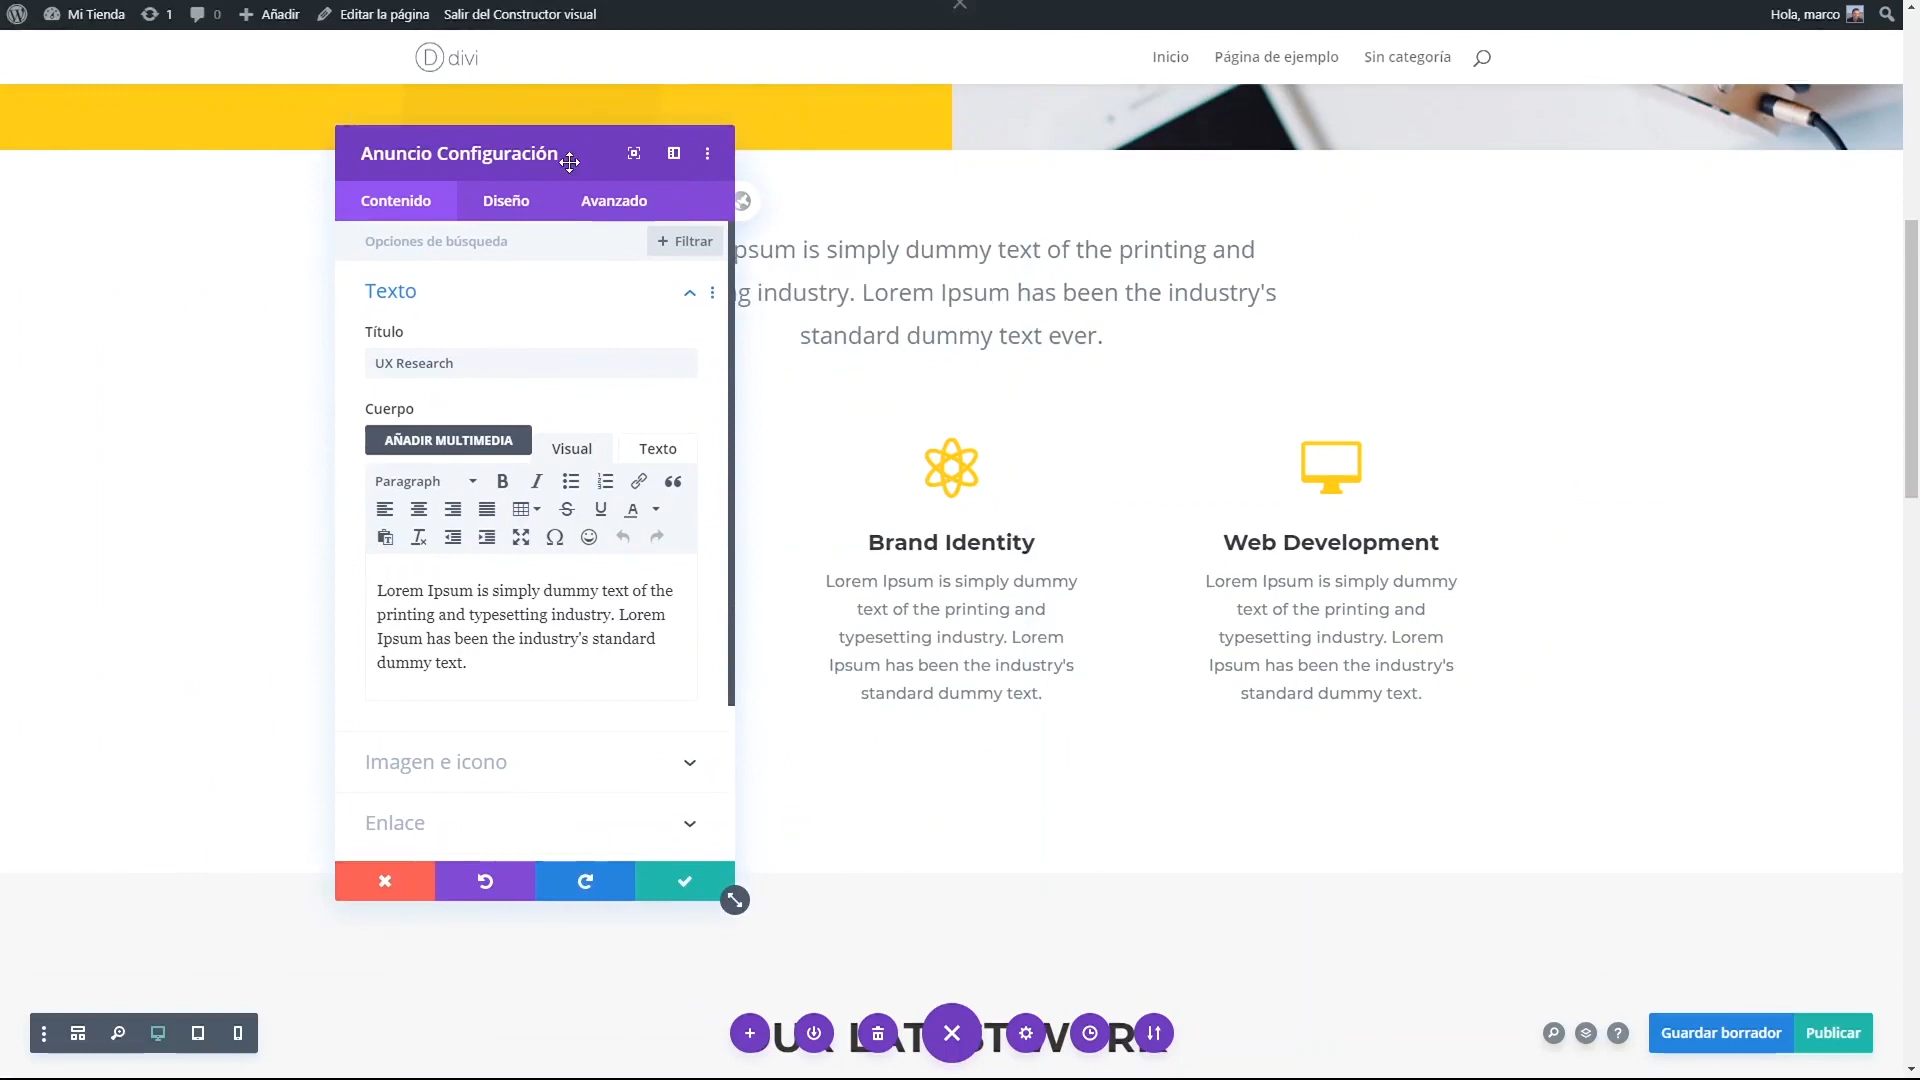 Mi Tienda 1 0 Añadir Editar la página Salir del Constructor visual Hola, marco
D divi Inicio Página de ejemplo Sin categoría
Anuncio Configuración
Contenido Diseño Avanzado
Opciones de búsqueda + Filtrar
psum is simply dummy text of the printing and
g industry. Lorem Ipsum has been the industry's
standard dummy text ever.
Texto
Título
UX Research
Cuerpo
AÑADIR MULTIMEDIA Visual Texto
Paragraph
Lorem Ipsum is simply dummy text of the
printing and typesetting industry. Lorem
Ipsum has been the industry's standard
dummy text.
Imagen e icono
Enlace
Brand Identity
Lorem Ipsum is simply dummy
text of the printing and
typesetting industry. Lorem
Ipsum has been the industry's
standard dummy text.
Web Development
Lorem Ipsum is simply dummy
text of the printing and
typesetting industry. Lorem
Ipsum has been the industry's
standard dummy text.
Guardar borrador Publicar